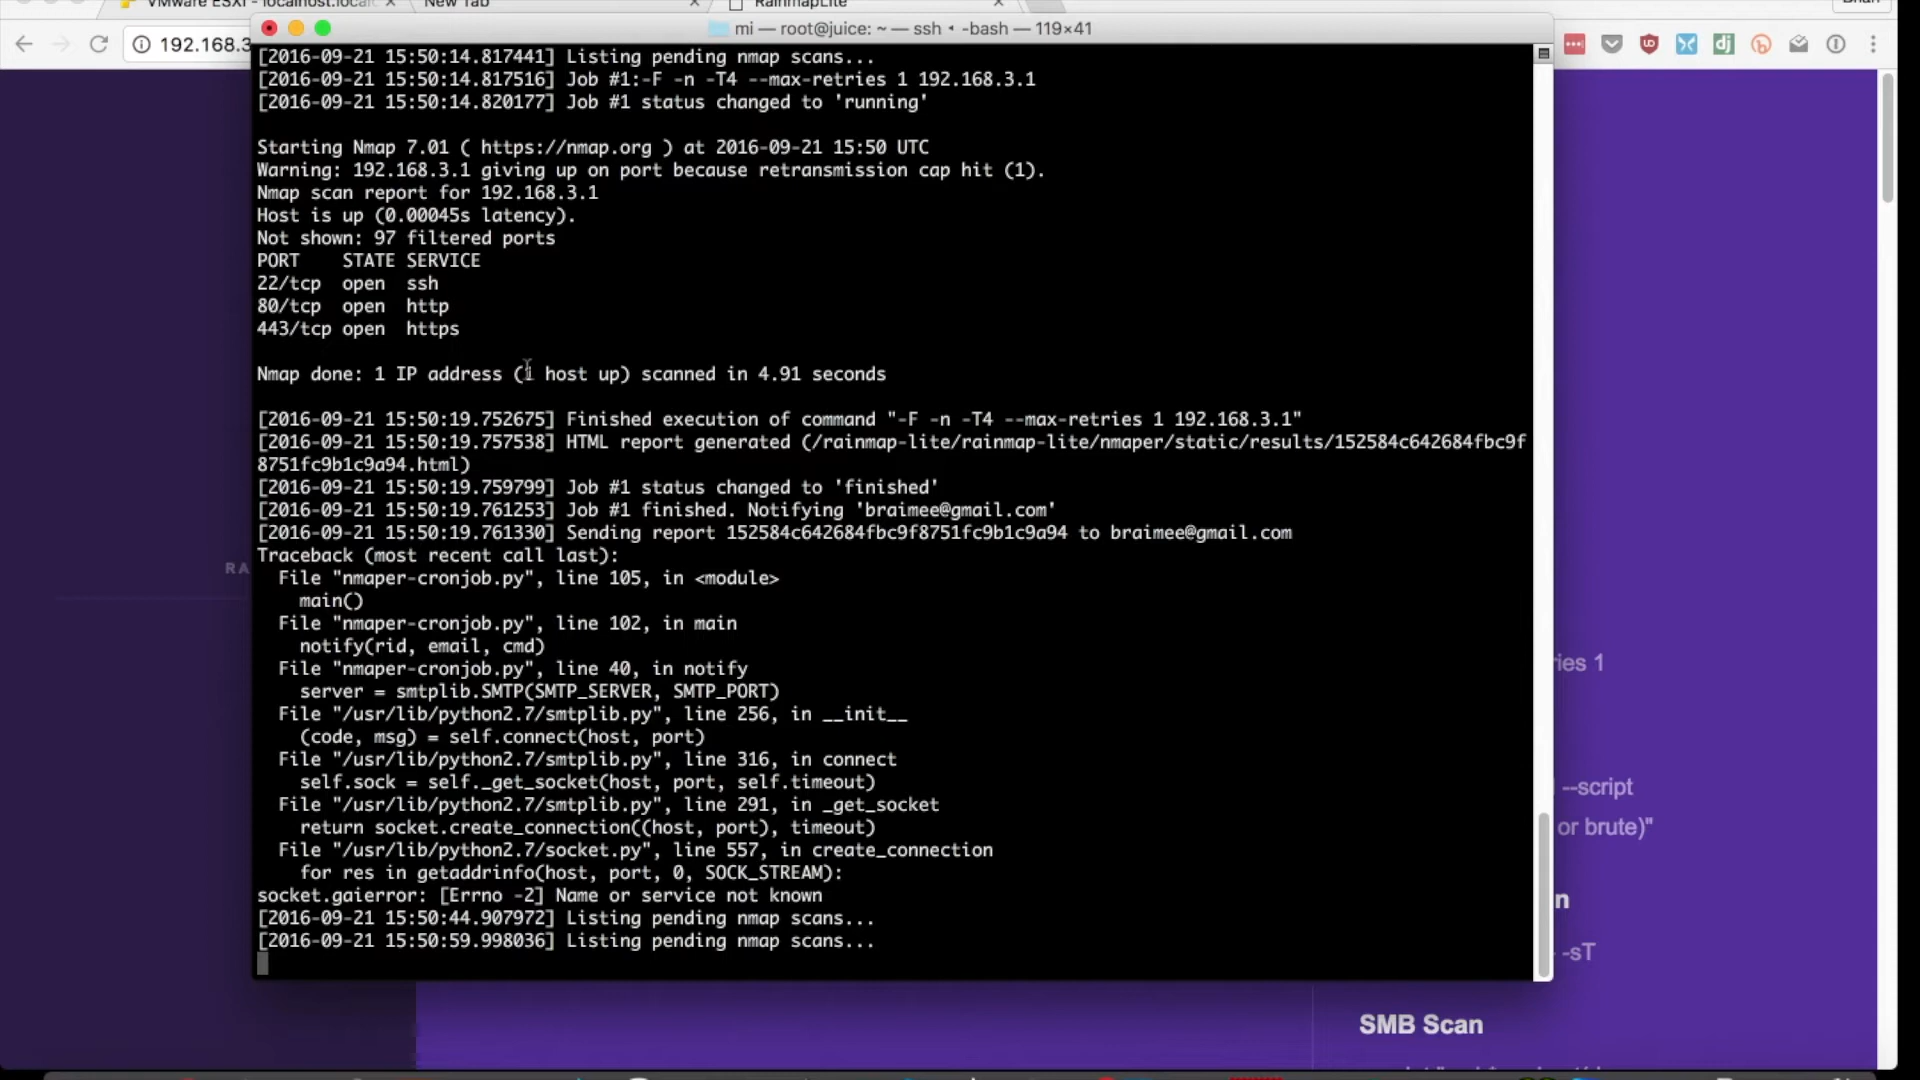 VMware ESXi - localhost.local
New Tab
RainmapLite
192.168.3
mi — root@juice: ~ — ssh ◂ -bash — 119×41
[2016-09-21 15:50:14.817441] Listing pending nmap scans...
[2016-09-21 15:50:14.817516] Job #1:-F -n -T4 --max-retries 1 192.168.3.1
[2016-09-21 15:50:14.820177] Job #1 status changed to 'running'
Starting Nmap 7.01 ( https://nmap.org ) at 2016-09-21 15:50 UTC
Warning: 192.168.3.1 giving up on port because retransmission cap hit (1).
Nmap scan report for 192.168.3.1
Host is up (0.00045s latency).
Not shown: 97 filtered ports
PORT    STATE SERVICE
22/tcp  open  ssh
80/tcp  open  http
443/tcp open  https
Nmap done: 1 IP address (1 host up) scanned in 4.91 seconds
[2016-09-21 15:50:19.752675] Finished execution of command "-F -n -T4 --max-retries 1 192.168.3.1"
[2016-09-21 15:50:19.757538] HTML report generated (/rainmap-lite/rainmap-lite/nmaper/static/results/152584c642684fbc9f
8751fc9b1c9a94.html)
[2016-09-21 15:50:19.759799] Job #1 status changed to 'finished'
[2016-09-21 15:50:19.761253] Job #1 finished. Notifying 'braimee@gmail.com'
[2016-09-21 15:50:19.761330] Sending report 152584c642684fbc9f8751fc9b1c9a94 to braimee@gmail.com
Traceback (most recent call last):
  File "nmaper-cronjob.py", line 105, in <module>
    main()
  File "nmaper-cronjob.py", line 102, in main
    notify(rid, email, cmd)
  File "nmaper-cronjob.py", line 40, in notify
    server = smtplib.SMTP(SMTP_SERVER, SMTP_PORT)
  File "/usr/lib/python2.7/smtplib.py", line 256, in __init__
    (code, msg) = self.connect(host, port)
  File "/usr/lib/python2.7/smtplib.py", line 316, in connect
    self.sock = self._get_socket(host, port, self.timeout)
  File "/usr/lib/python2.7/smtplib.py", line 291, in _get_socket
    return socket.create_connection((host, port), timeout)
  File "/usr/lib/python2.7/socket.py", line 557, in create_connection
    for res in getaddrinfo(host, port, 0, SOCK_STREAM):
socket.gaierror: [Errno -2] Name or service not known
[2016-09-21 15:50:44.907972] Listing pending nmap scans...
[2016-09-21 15:50:59.998036] Listing pending nmap scans...
RA
ries 1
--script
or brute)"
n
-sT
SMB Scan